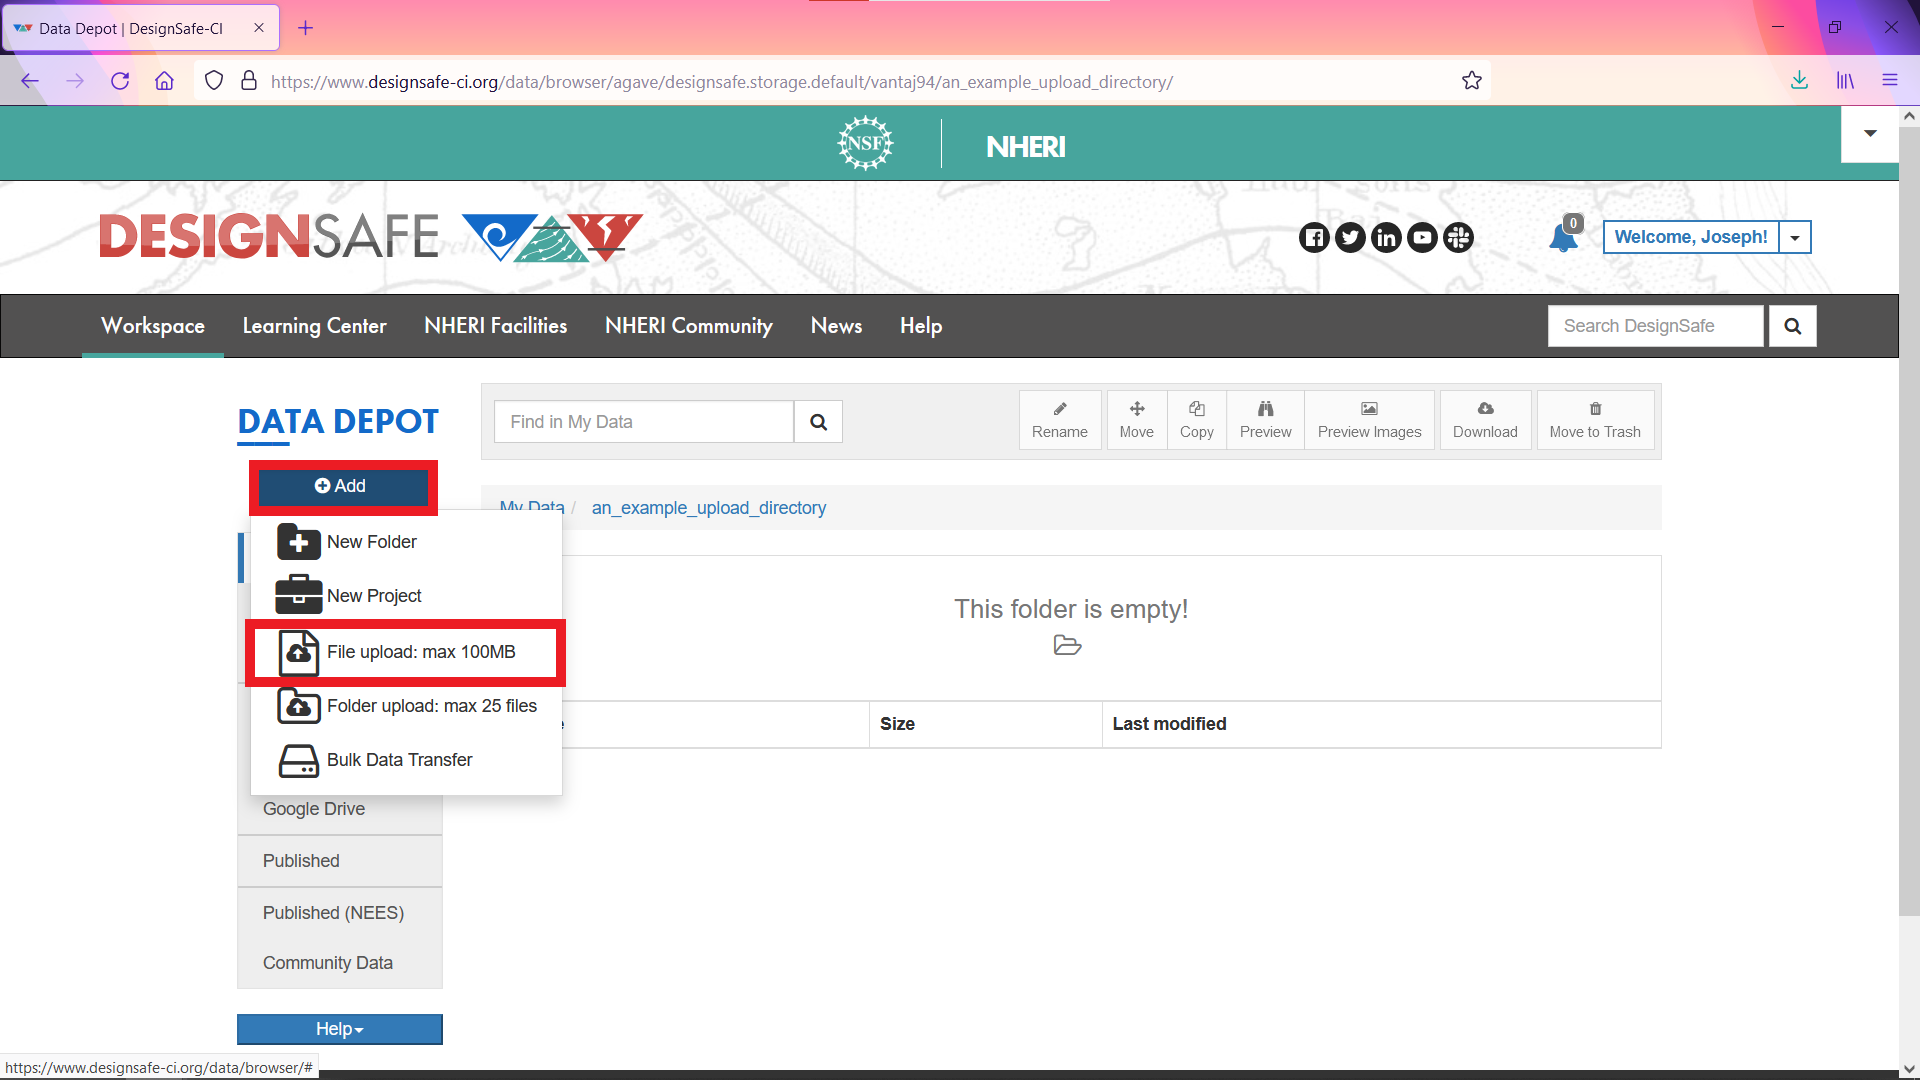 Data Depot | DesignSafe-CI
https://www.designsafe-ci.org/data/browser/agave/designsafe.storage.default/vantaj94/an_example_upload_directory/
NSF
NHERI
DESIGNSAFE
0
Welcome, Joseph!
Workspace
Learning Center
NHERI Facilities
NHERI Community
News
Help
Search DesignSafe
DATA DEPOT
Find in My Data
Rename
Move
Copy
Preview
Preview Images
Download
Move to Trash
Add
My Data / an_example_upload_directory
New Folder
New Project
File upload: max 100MB
Folder upload: max 25 files
Bulk Data Transfer
This folder is empty!
Size
Last modified
Google Drive
Published
Published (NEES)
Community Data
Help
https://www.designsafe-ci.org/data/browser/#